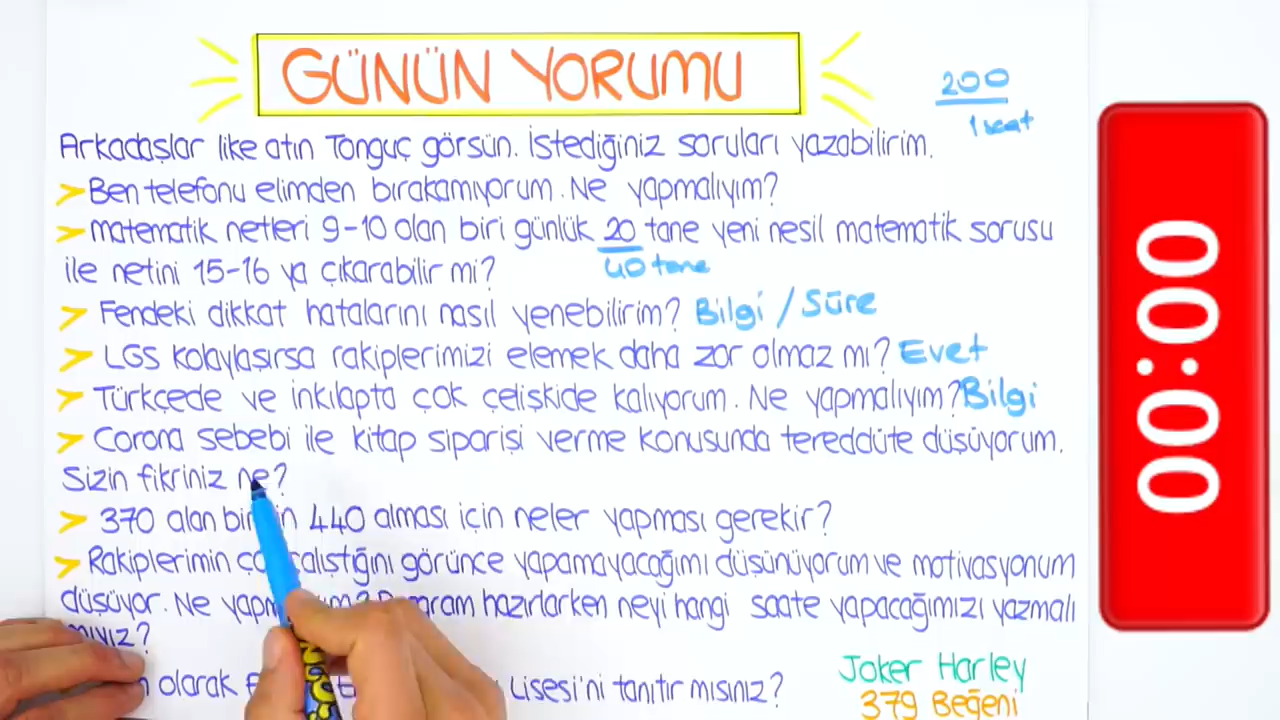 GÜNÜN YORUMU
200
1 saat
Arkadaşlar like atın Tonguç görsün. İstediğiniz soruları yazabilirim.
➤ Ben telefonu elimden bırakamıyorum. Ne yapmalıyım?
➤ matematik netleri 9-10 olan biri günlük 20 tane yeni nesil matematik sorusu
40 tane
ile netini 15-16 ya çıkarabilir mi?
➤ Fendeki dikkat hatalarını nasıl yenebilirim? Bilgi / Süre
➤ LGS kolaylaşırsa rakiplerimizi elemek daha zor olmaz mı? Evet
➤ Türkçede ve inkılapta çok çelişkide kalıyorum. Ne yapmalıyım? Bilgi
➤ Corona sebebi ile kitap siparişi verme konusunda tereddüte düşüyorum.
Sizin fikriniz ne?
➤ 370 alan 440 alması için neler yapması gerekir?
➤ Rakiplerimin çalıştığını görünce yapamayacağımı düşünüyorum ve motivasyonum
düşüyor. Ne hazırlarken neyi hangi saate yapacağımızı yazmalı
mıyız?
olarak Lisesi'ni tanıtır mısınız?
Joker Harley
379 Beğeni
00:00